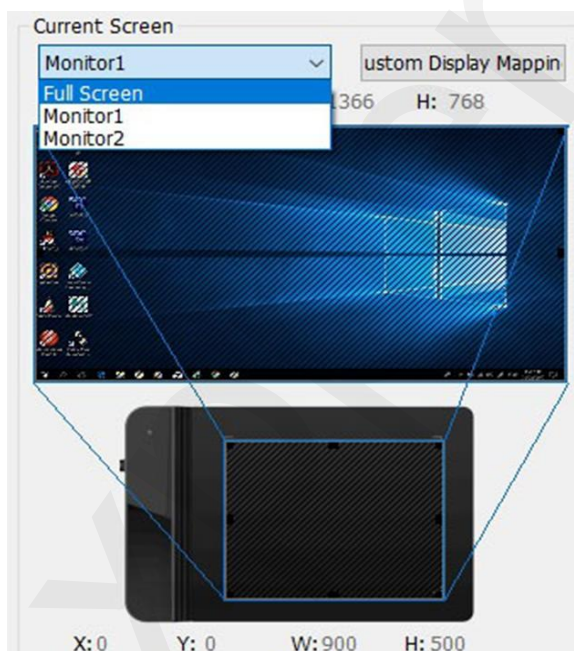 Current Screen
Monitor1
ustom Display Mappin
Full Screen
1366 H: 768
Monitor1
Monitor2
X: 0 Y: 0 W: 900 H: 500